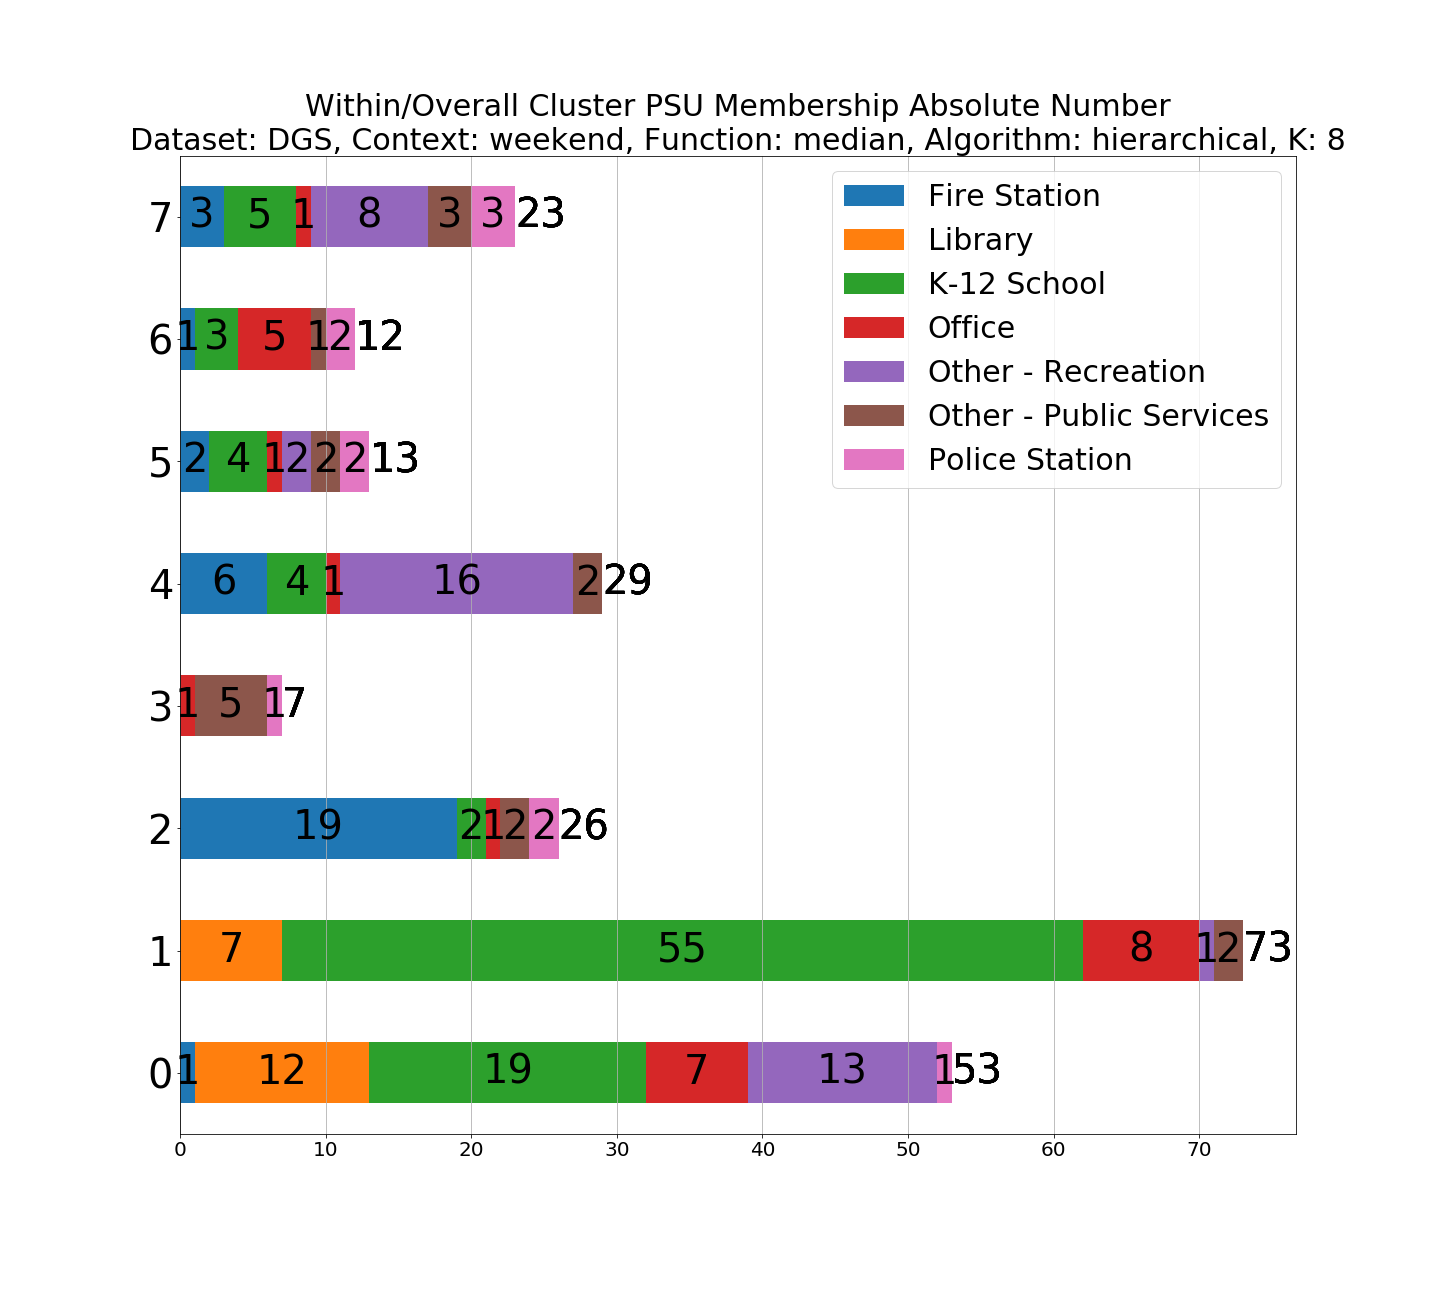 Within/Overall Cluster PSU Membership Absolute Number
Dataset: DGS, Context: weekend, Function: median, Algorithm: hierarchical, K: 8
Fire Station
Library
K-12 School
Office
Other - Recreation
Other - Public Services
Police Station
7 3 5 1 8 3 3 23
6 1 3 5 1 2 12
5 2 4 1 2 2 2 13
4 6 4 1 16 2 29
3 1 5 1 7
2 19 2 1 2 2 26
1 7 55 8 1 2 73
0 1 12 19 7 13 1 53
0 10 20 30 40 50 60 70